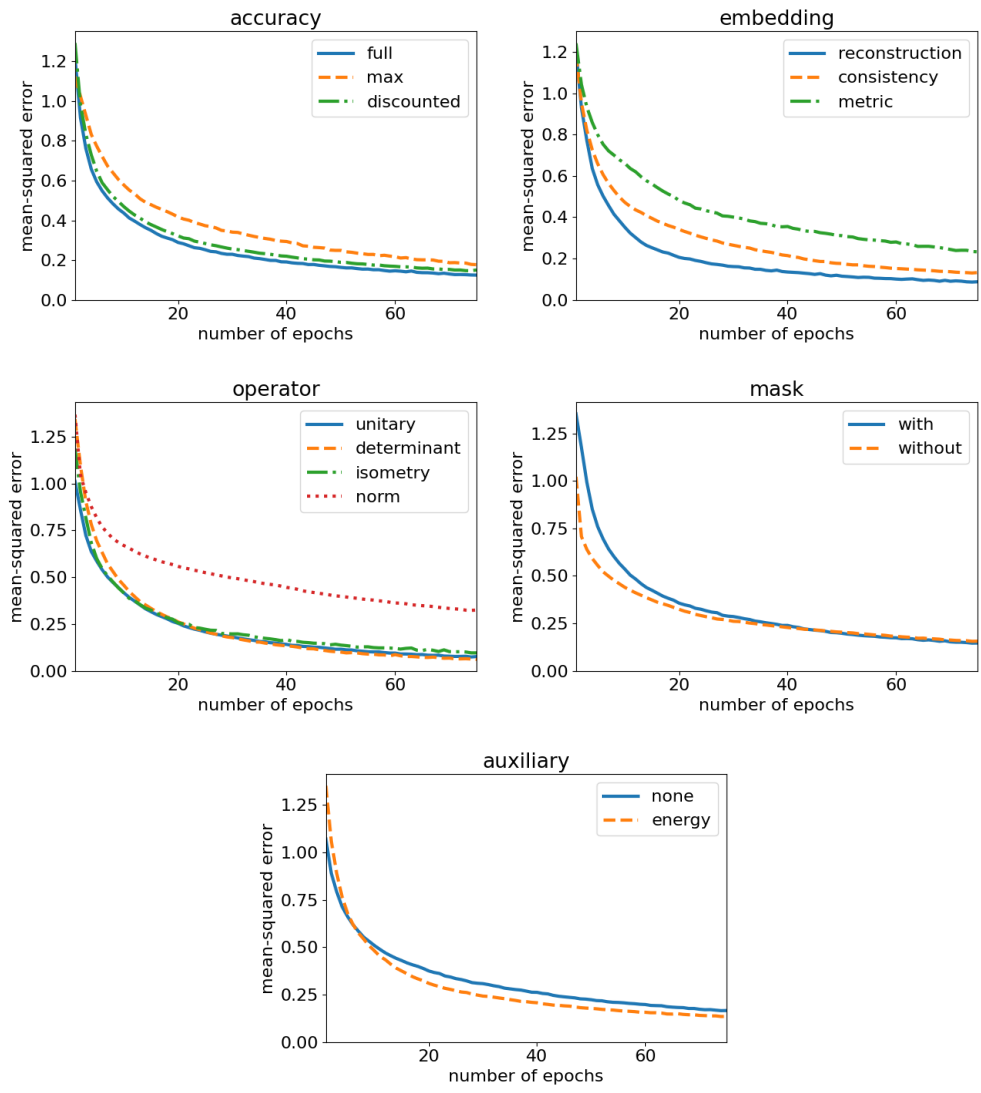 accuracy
mean-squared error
1.2
1.0
0.8
0.6
0.4
0.2
0.0
full
max
discounted
20
40
60
number of epochs
embedding
mean-squared error
1.2
1.0
0.8
0.6
0.4
0.2
0.0
reconstruction
consistency
metric
20
40
60
number of epochs
operator
mean-squared error
1.25
1.00
0.75
0.50
0.25
0.00
unitary
determinant
isometry
norm
20
40
60
number of epochs
mask
mean-squared error
1.25
1.00
0.75
0.50
0.25
0.00
with
without
20
40
60
number of epochs
auxiliary
mean-squared error
1.25
1.00
0.75
0.50
0.25
0.00
none
energy
20
40
60
number of epochs